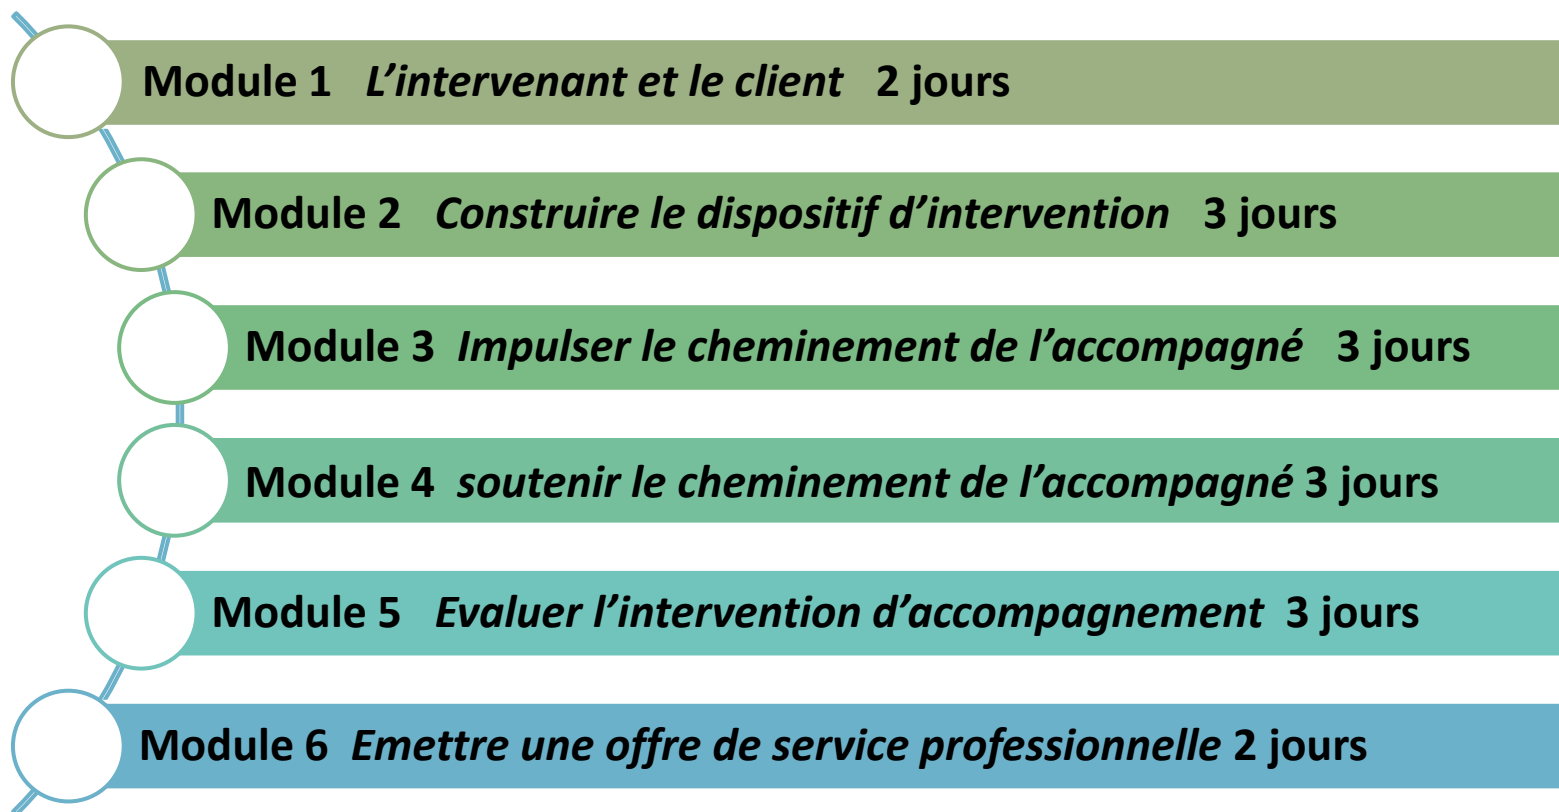 Module 1 L’intervenant et le client 2 jours
Module 2 Construire le dispositif d’intervention 3 jours
Module 3 Impulser le cheminement de l’accompagné 3 jours
Module 4 soutenir le cheminement de l’accompagné 3 jours
Module 5 Evaluer l’intervention d’accompagnement 3 jours
Module 6 Emettre une offre de service professionnelle 2 jours